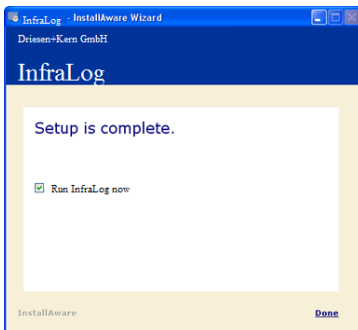 InfraLog - InstallAware Wizard
Driesen+Kern GmbH
InfraLog
Setup is complete.
Run InfraLog now
InstallAware
Done